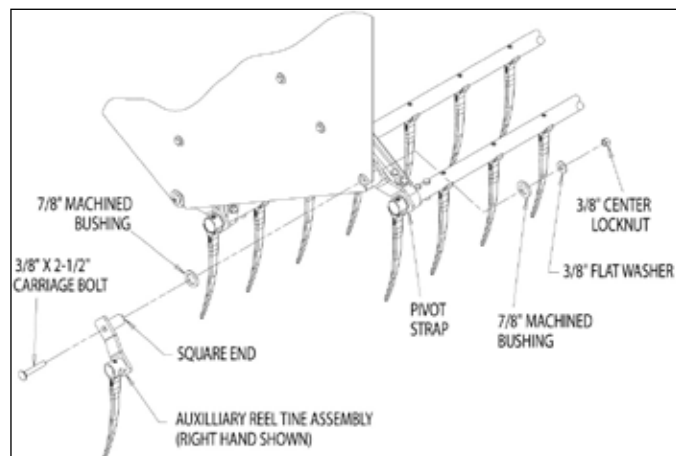 7/8" MACHINED
BUSHING
3/8" X 2-1/2"
CARRIAGE BOLT
SQUARE END
AUXILLIARY REEL TINE ASSEMBLY
(RIGHT HAND SHOWN)
PIVOT
STRAP
7/8" MACHINED
BUSHING
3/8" FLAT WASHER
3/8" CENTER
LOCKNUT